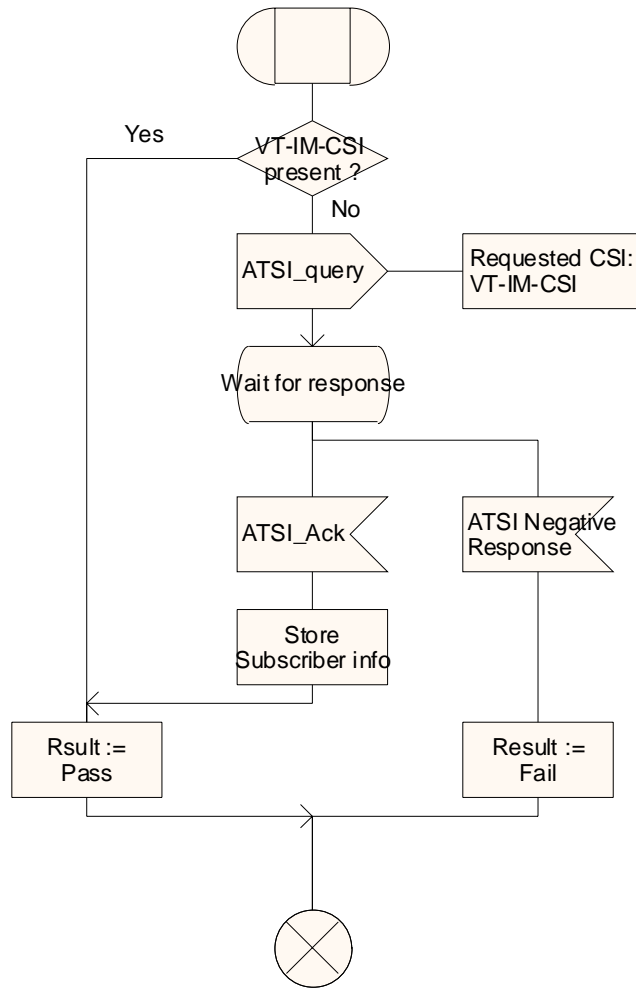 Yes
VT-IM-CSI
present ?
No
ATSI_query
Requested CSI:
VT-IM-CSI
Wait for response
ATSI_Ack
ATSI Negative
Response
Store
Subscriber info
Rsult :=
Pass
Result :=
Fail